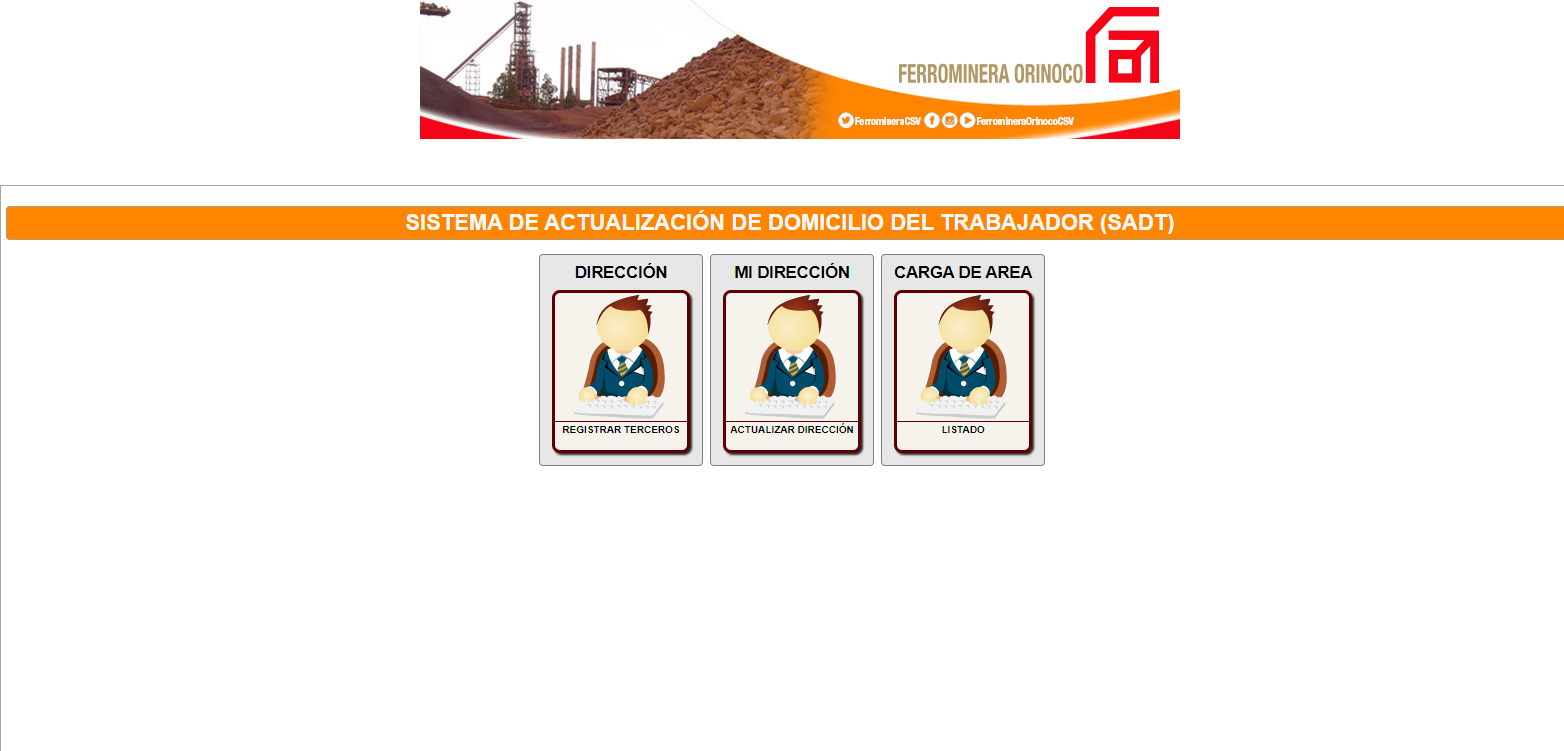 FERROMINERA ORINOCO
FerromineraCSV FerromineraOrinocoCSV
SISTEMA DE ACTUALIZACIÓN DE DOMICILIO DEL TRABAJADOR (SADT)
DIRECCIÓN
REGISTRAR TERCEROS
MI DIRECCIÓN
ACTUALIZAR DIRECCIÓN
CARGA DE AREA
LISTADO